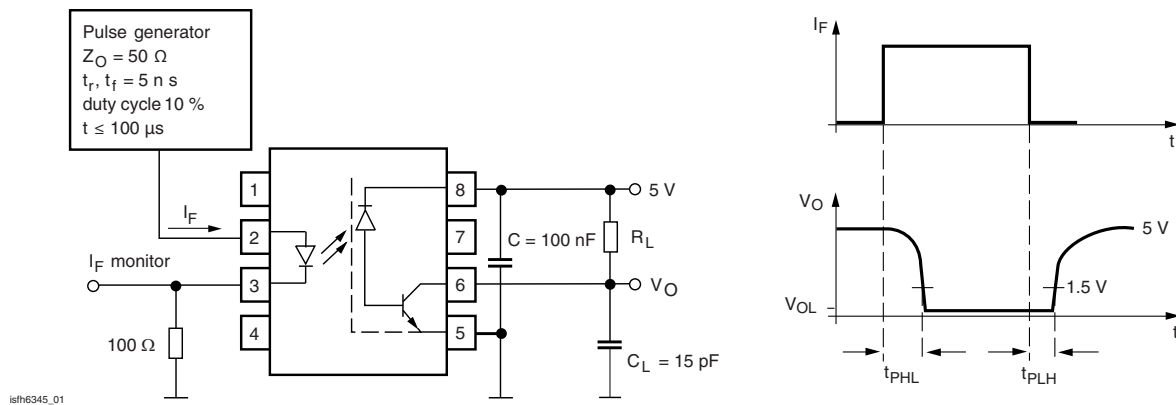 Pulse generator
Z_O = 50 Ω
t_r, t_f = 5 n s
duty cycle 10 %
t ≤ 100 µs
1
2
3
4
8
7
6
5
I_F
I_F monitor
100 Ω
5 V
C = 100 nF
R_L
V_O
C_L = 15 pF
isfh6345_01
I_F
t
V_O
5 V
1.5 V
V_OL
t
t_PHL
t_PLH